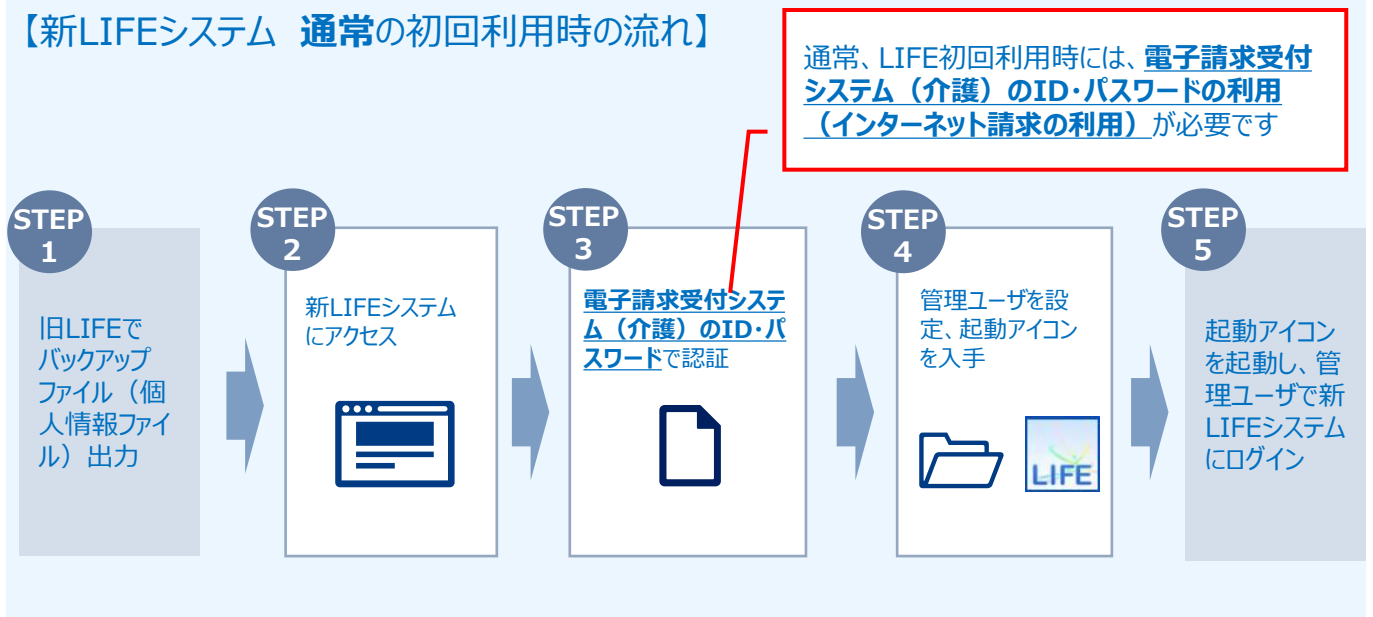 【新LIFEシステム 通常の初回利用時の流れ】
通常、LIFE初回利用時には、電子請求受付
システム（介護）のID・パスワードの利用
（インターネット請求の利用）が必要です
STEP
1
旧LIFEで
バックアップ
ファイル（個
人情報ファイ
ル）出力
STEP
2
新LIFEシステム
にアクセス
STEP
3
電子請求受付システ
ム（介護）のID・パ
スワードで認証
STEP
4
管理ユーザを設
定、起動アイコン
を入手
LIFE
STEP
5
起動アイコン
を起動し、管
理ユーザで新
LIFEシステム
にログイン